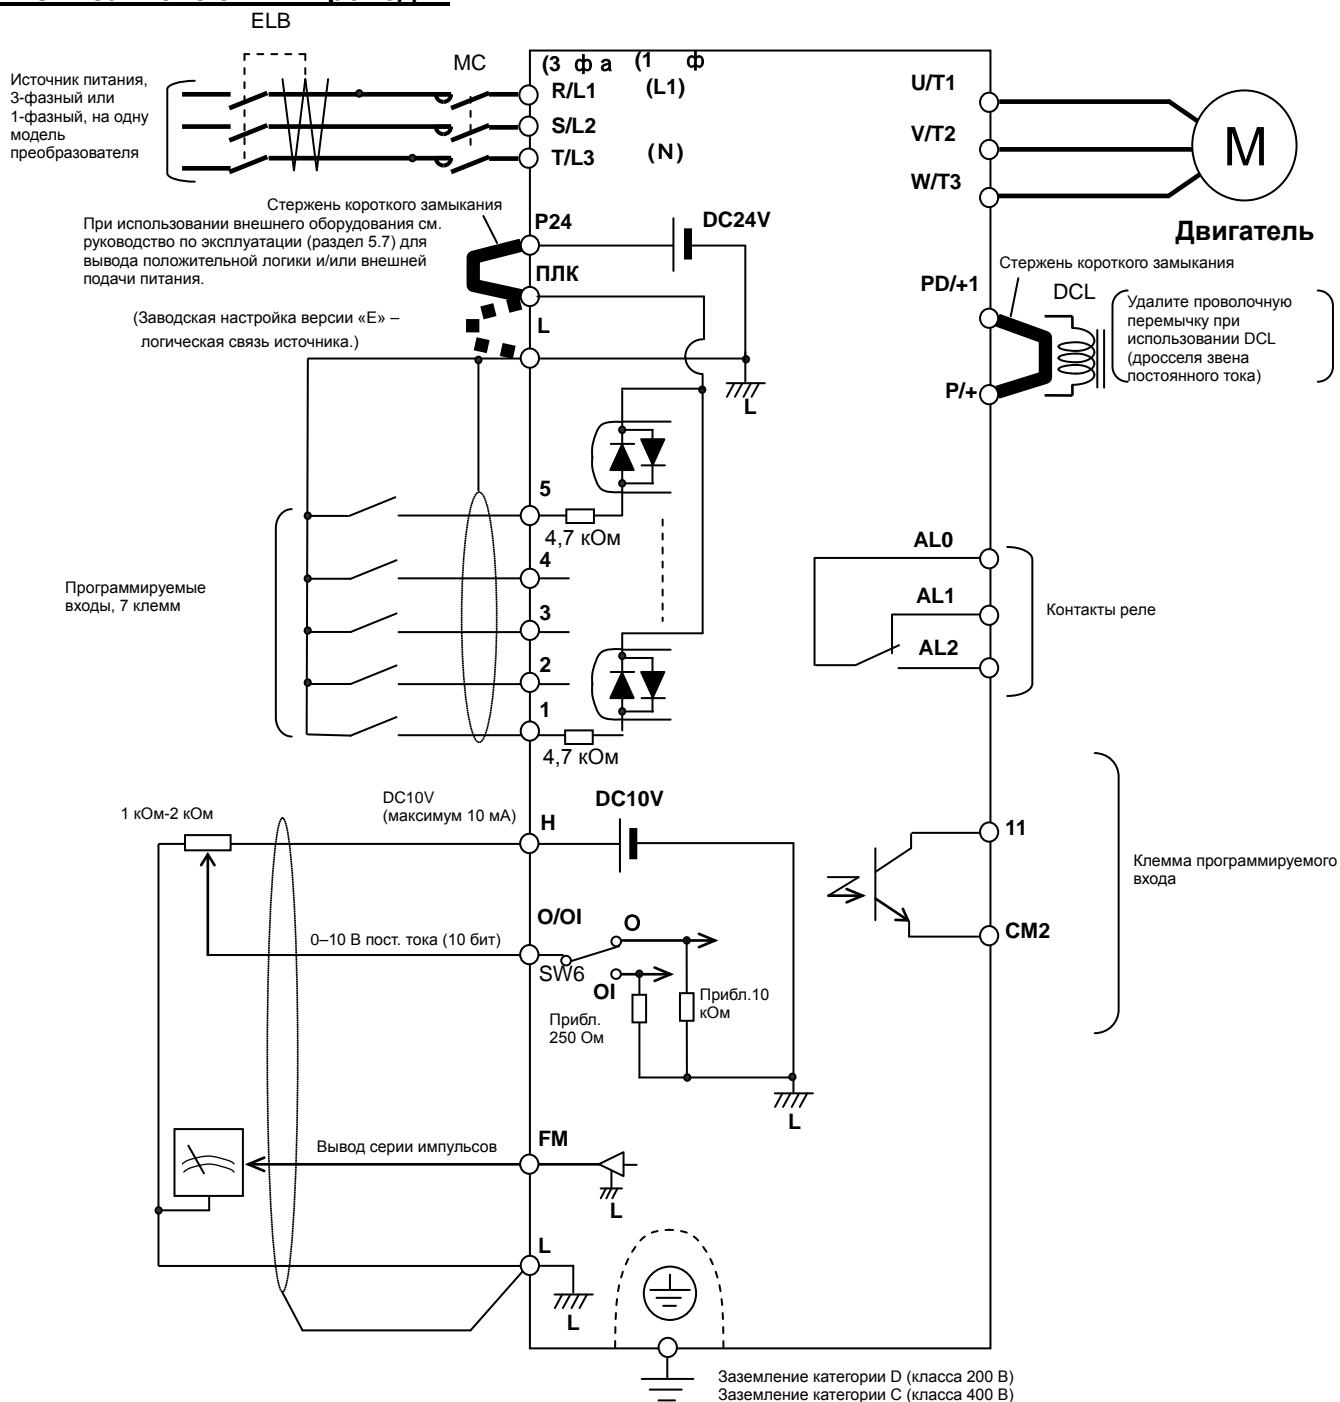 ELB
MC
(3 ф а (1 ф
Источник питания,
3-фазный или
1-фазный, на одну
модель
преобразователя
R/L1 (L1)
S/L2
T/L3 (N)
U/T1
V/T2
W/T3
M
Двигатель
Стержень короткого замыкания
При использовании внешнего оборудования см.
руководство по эксплуатации (раздел 5.7) для
вывода положительной логики и/или внешней
подачи питания.
(Заводская настройка версии «E» –
логическая связь источника.)
P24
DC24V
ПЛК
L
L
Стержень короткого замыкания
PD/+1
DCL
P/+
Удалите проволочную
перемычку при
использовании DCL
(дросселя звена
постоянного тока)
5
4,7 кОм
4
3
2
1
4,7 кОм
Программируемые
входы, 7 клемм
AL0
AL1
AL2
Контакты реле
1 кОм-2 кОм
DC10V
(максимум 10 мА)
H
DC10V
O/OI
O
0–10 В пост. тока (10 бит)
SW6
OI
Прибл.
250 Ом
Прибл.10
кОм
L
11
CM2
Клемма программируемого
входа
Вывод серии импульсов
FM
L
L
L
Заземление категории D (класса 200 В)
Заземление категории C (класса 400 В)